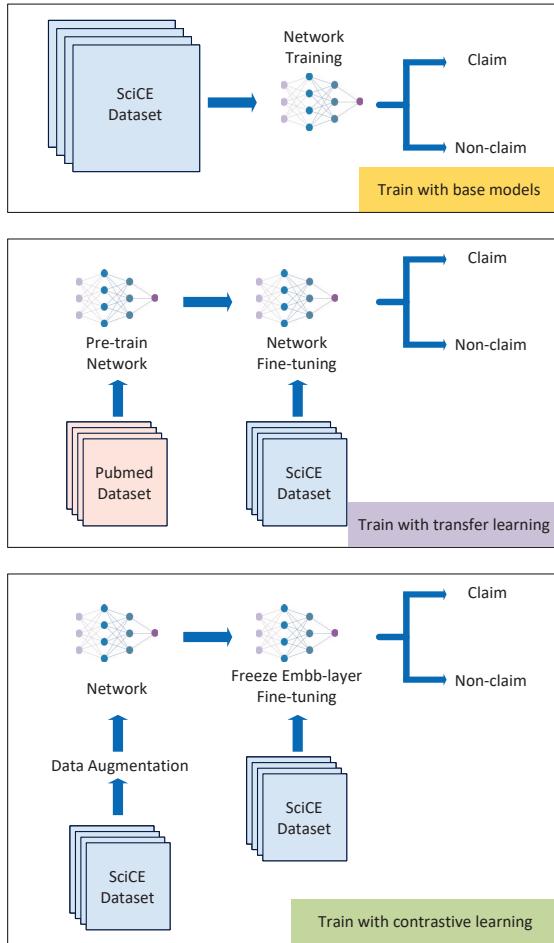 Network
Training
SciCE
Dataset
Claim
Non-claim
Train with base models
Claim
Non-claim
Pre-train
Network
Network
Fine-tuning
Pubmed
Dataset
SciCE
Dataset
Train with transfer learning
Claim
Non-claim
Network
Freeze Embb-layer
Fine-tuning
Data Augmentation
SciCE
Dataset
SciCE
Dataset
Train with contrastive learning